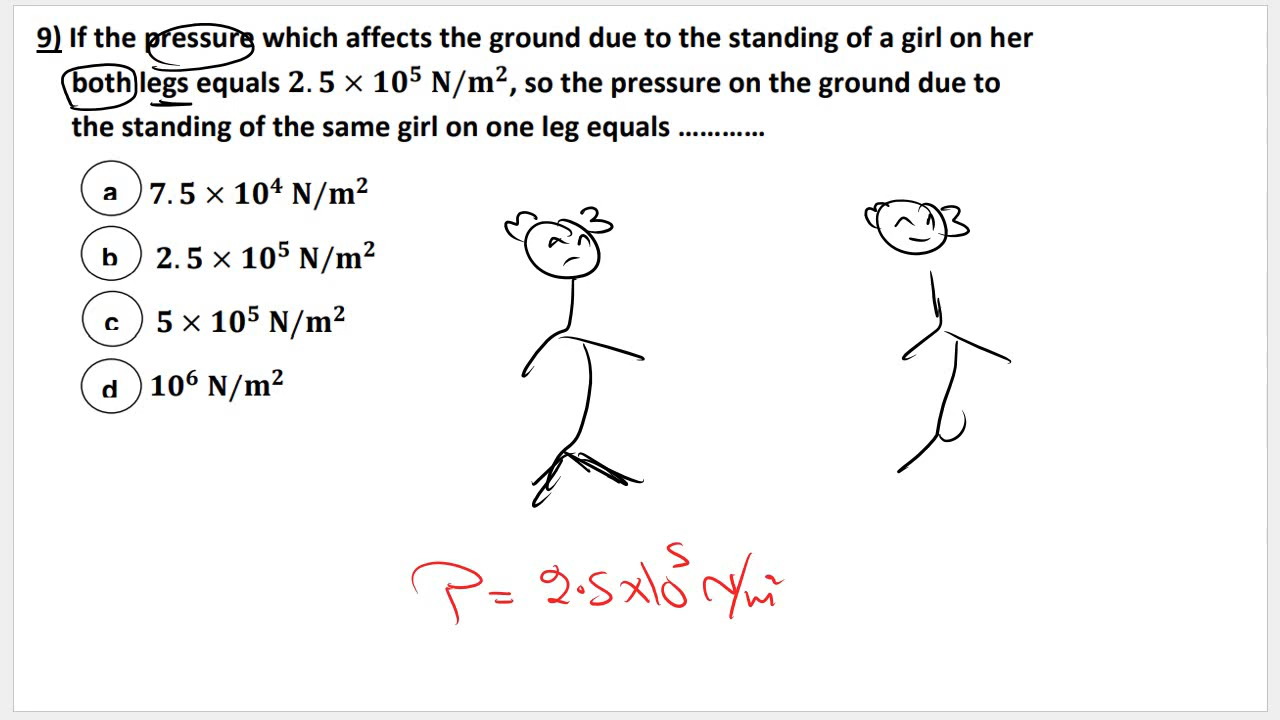 9) If the pressure which affects the ground due to the standing of a girl on her
both legs equals 2.5 × 10⁵ N/m², so the pressure on the ground due to
the standing of the same girl on one leg equals ............
a 7.5 × 10⁴ N/m²
b 2.5 × 10⁵ N/m²
c 5 × 10⁵ N/m²
d 10⁶ N/m²
P = 2.5 x10⁵ N/m²